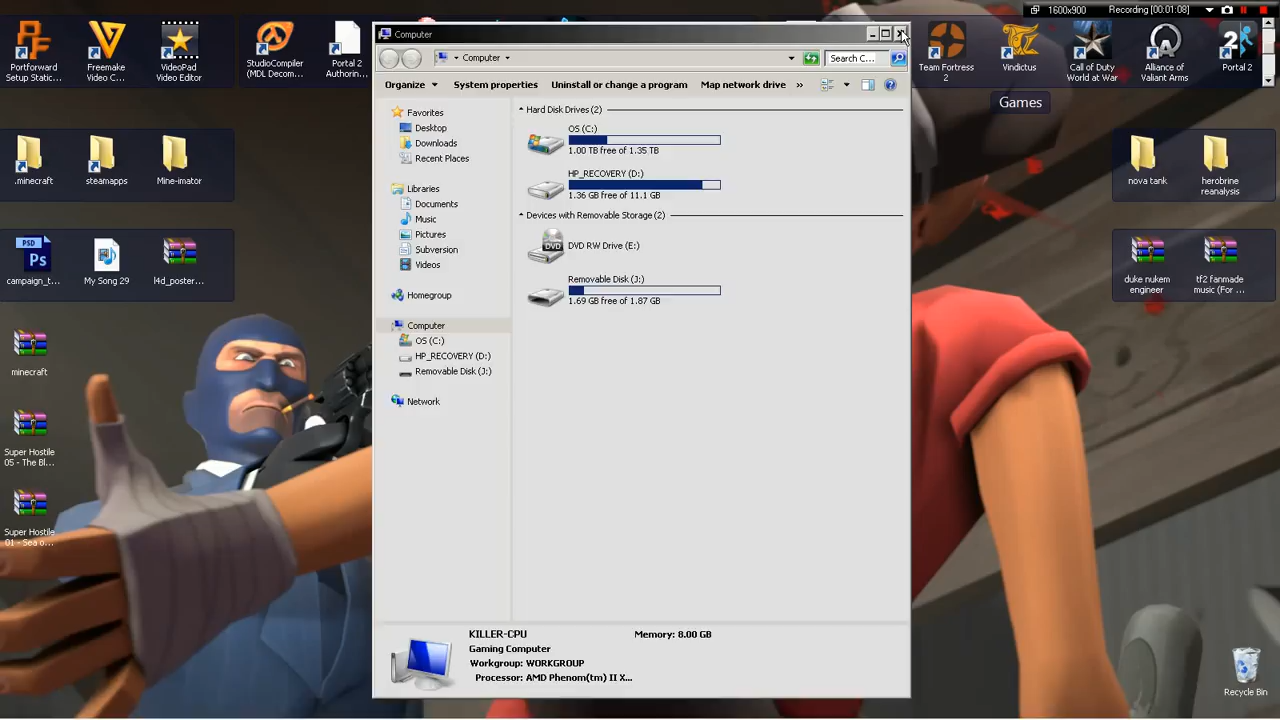 1600x900
Recording [00:01:08]
Portforward
Setup Static...
Freemake
Video C...
VideoPad
Video Editor
StudioCompiler
(MDL Decom...
Portal 2
Authorin...
Team Fortress
2
Vindictus
Call of Duty
World at War
Alliance of
Valiant Arms
Portal 2
Games
Computer
Computer
Search C...
Organize
System properties
Uninstall or change a program
Map network drive
»
Favorites
Desktop
Downloads
Recent Places
Libraries
Documents
Music
Pictures
Subversion
Videos
Homegroup
Computer
OS (C:)
HP_RECOVERY (D:)
Removable Disk (J:)
Network
Hard Disk Drives (2)
OS (C:)
1.00 TB free of 1.35 TB
HP_RECOVERY (D:)
1.36 GB free of 11.1 GB
Devices with Removable Storage (2)
DVD
DVD RW Drive (E:)
Removable Disk (J:)
1.69 GB free of 1.87 GB
KILLER-CPU
Memory: 8.00 GB
Gaming Computer
Workgroup: WORKGROUP
Processor: AMD Phenom(tm) II X...
.minecraft
steamapps
Mine-imator
PSD
Ps
campaign_t...
My Song 29
l4d_poster...
minecraft
Super Hostile
05 - The Bl...
Super Hostile
01 - Sea o...
nova tank
herobrine
reanalysis
duke nukem
engineer
tf2 fanmade
music (For ...
Recycle Bin